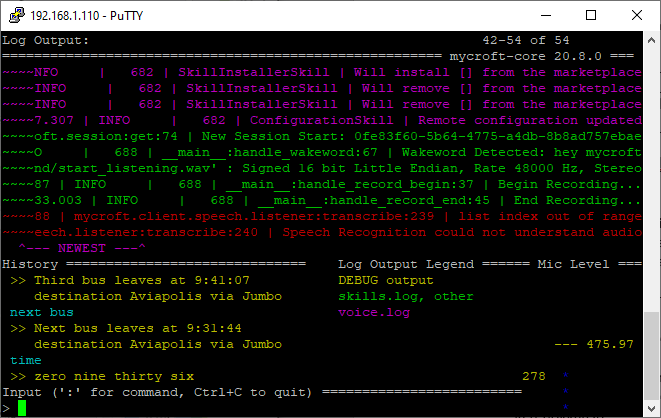 192.168.1.110 - PuTTY
Log Output: 42-54 of 54
================================================ mycroft-core 20.8.0 ===
~~~~NFO | 682 | SkillInstallerSkill | Will install [] from the marketplace
~~~~INFO | 682 | SkillInstallerSkill | Will remove [] from the marketplace
~~~~INFO | 682 | SkillInstallerSkill | Will remove [] from the marketplace
~~~~7.307 | INFO | 682 | ConfigurationSkill | Remote configuration updated
~~~~oft.session:get:74 | New Session Start: 0fe83f60-5b64-4775-a4db-8b8ad757ebae
~~~~O | 688 | __main__:handle_wakeword:67 | Wakeword Detected: hey mycroft
~~~~nd/start_listening.wav' : Signed 16 bit Little Endian, Rate 48000 Hz, Stereo
~~~~87 | INFO | 688 | __main__:handle_record_begin:37 | Begin Recording...
~~~~33.003 | INFO | 688 | __main__:handle_record_end:45 | End Recording...
~~~~88 | mycroft.client.speech.listener:transcribe:239 | list index out of range
~~~~eech.listener:transcribe:240 | Speech Recognition could not understand audio
^--- NEWEST ---^
History ============================ Log Output Legend ====== Mic Level ===
>> Third bus leaves at 9:41:07 DEBUG output
destination Aviapolis via Jumbo skills.log, other
next bus voice.log
>> Next bus leaves at 9:31:44
destination Aviapolis via Jumbo --- 475.97
time
>> zero nine thirty six 278 *
Input (':' for command, Ctrl+C to quit) ======================= *
>